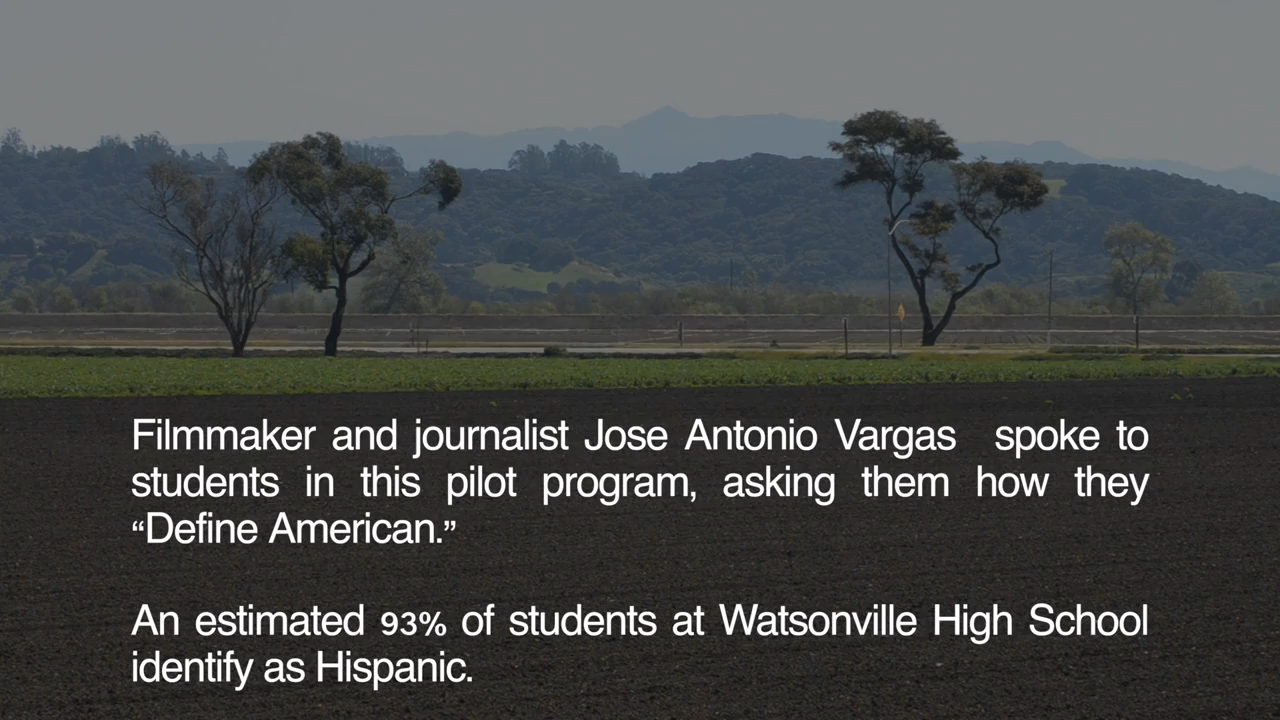 Filmmaker and journalist Jose Antonio Vargas spoke to
students in this pilot program, asking them how they
“Define American.”
An estimated 93% of students at Watsonville High School
identify as Hispanic.